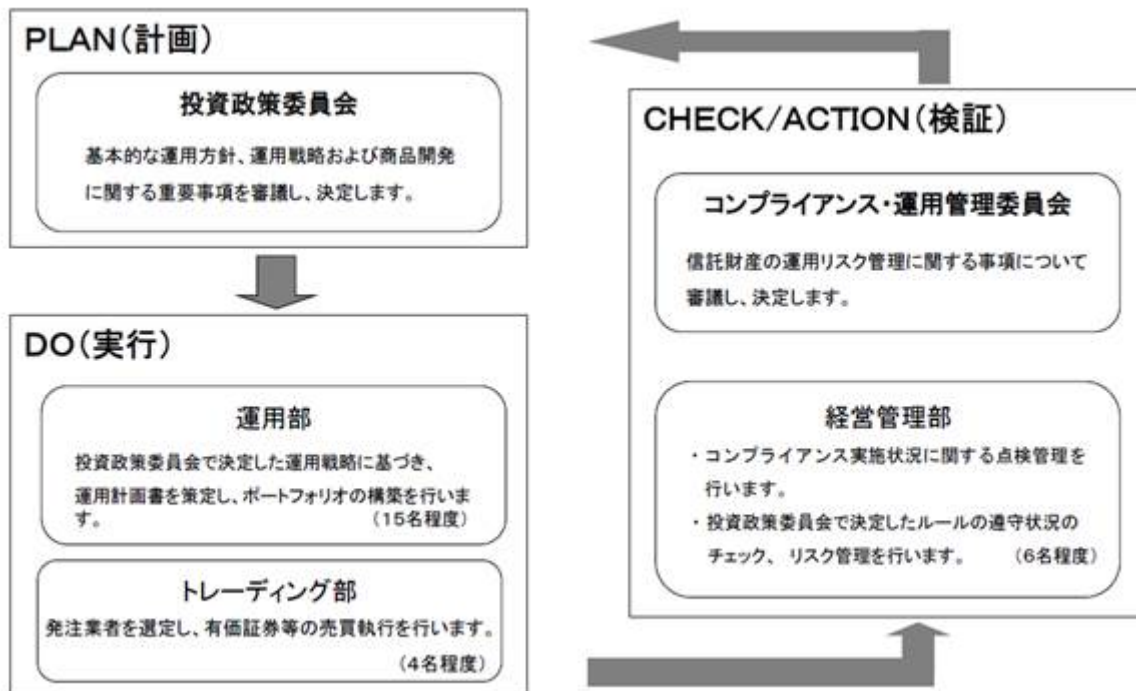 PLAN(計画)
投資政策委員会
基本的な運用方針、運用戦略および商品開発
に関する重要事項を審議し、決定します。
DO(実行)
運用部
投資政策委員会で決定した運用戦略に基づき、
運用計画書を策定し、ポートフォリオの構築を行いま
す。 (15名程度)
トレーディング部
発注業者を選定し、有価証券等の売買執行を行います。
(4名程度)
CHECK/ACTION(検証)
コンプライアンス・運用管理委員会
信託財産の運用リスク管理に関する事項について
審議し、決定します。
経営管理部
・コンプライアンス実施状況に関する点検管理を
行います。
・投資政策委員会で決定したルールの遵守状況の
チェック、リスク管理を行います。 (6名程度)